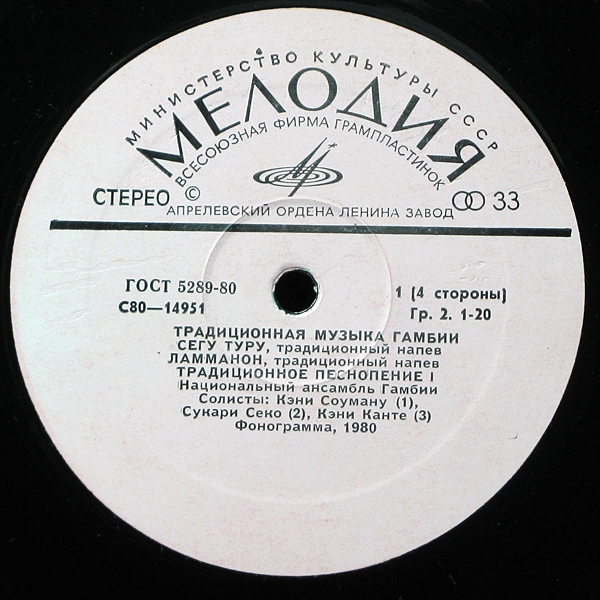 МИНИСТЕРСТВО КУЛЬТУРЫ СССР
МЕЛОДИЯ
ВСЕСОЮЗНАЯ ФИРМА ГРАМПЛАСТИНОК
СТЕРЕО © 33
АПРЕЛЕВСКИЙ ОРДЕНА ЛЕНИНА ЗАВОД
ГОСТ 5289-80 1 (4 стороны)
С80—14951 Гр. 2. 1-20
ТРАДИЦИОННАЯ МУЗЫКА ГАМБИИ
СЕГУ ТУРУ, традиционный напев
ЛАММАНОН, традиционный напев
ТРАДИЦИОННОЕ ПЕСНОПЕНИЕ I
Национальный ансамбль Гамбии
Солисты: Кэни Соуману (1),
Сукари Секо (2), Кэни Канте (3)
Фонограмма, 1980